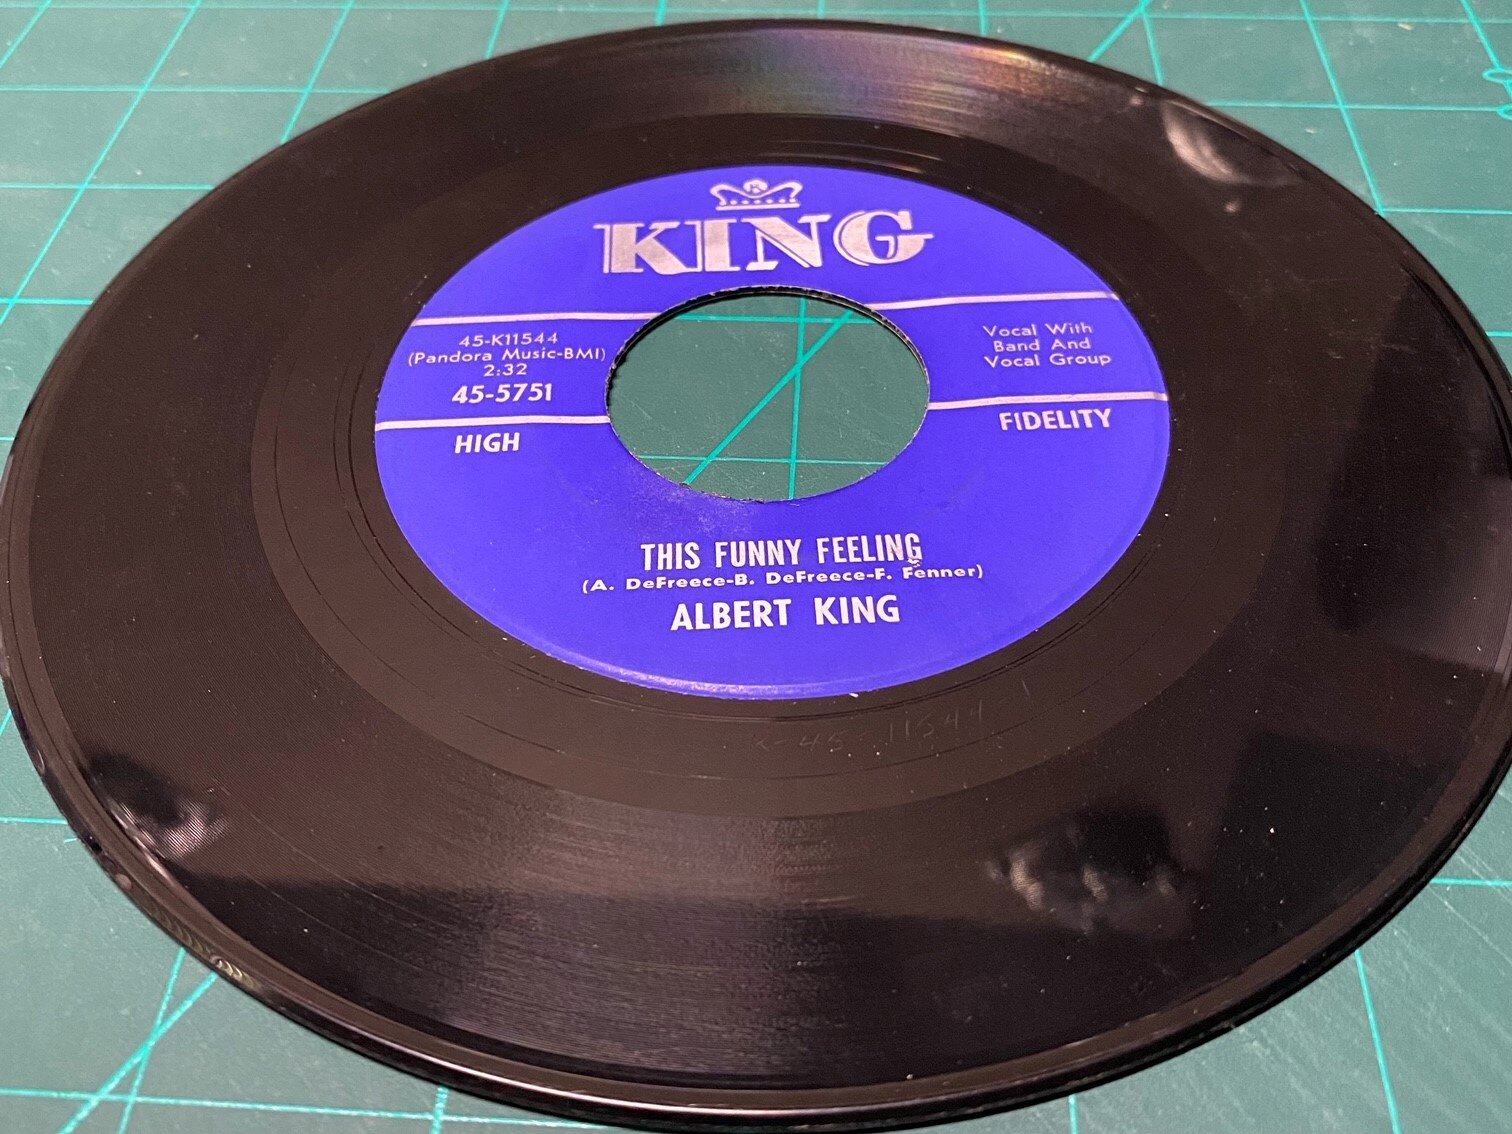 KING
45-K11544
(Pandora Music-BMI)
2:32
45-5751
Vocal With
Band And
Vocal Group
HIGH
FIDELITY
THIS FUNNY FEELING
(A. DeFreece-B. DeFreece-F. Fenner)
ALBERT KING